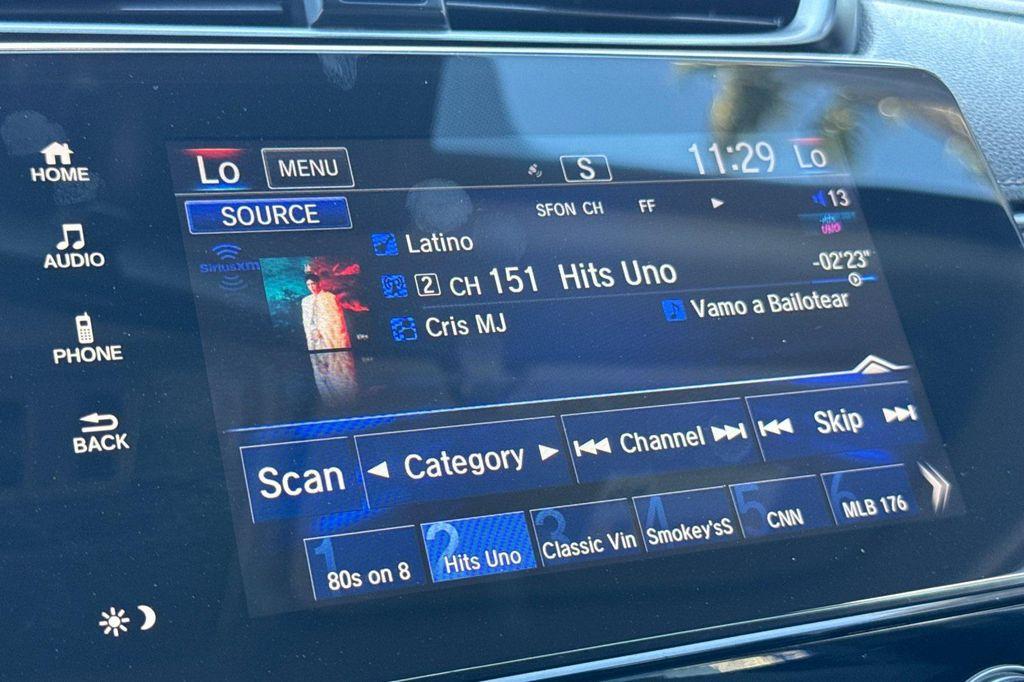 HOME
AUDIO
PHONE
BACK
Lo MENU S 11:29 Lo
SOURCE SFON CH FF 13
SiriusXM
Latino
2 CH 151 Hits Uno -02'23"
Cris MJ Vamo a Bailotear
Scan Category Channel Skip
1 80s on 8
2 Hits Uno
3 Classic Vin
4 Smokey'sS
5 CNN
6 MLB 176